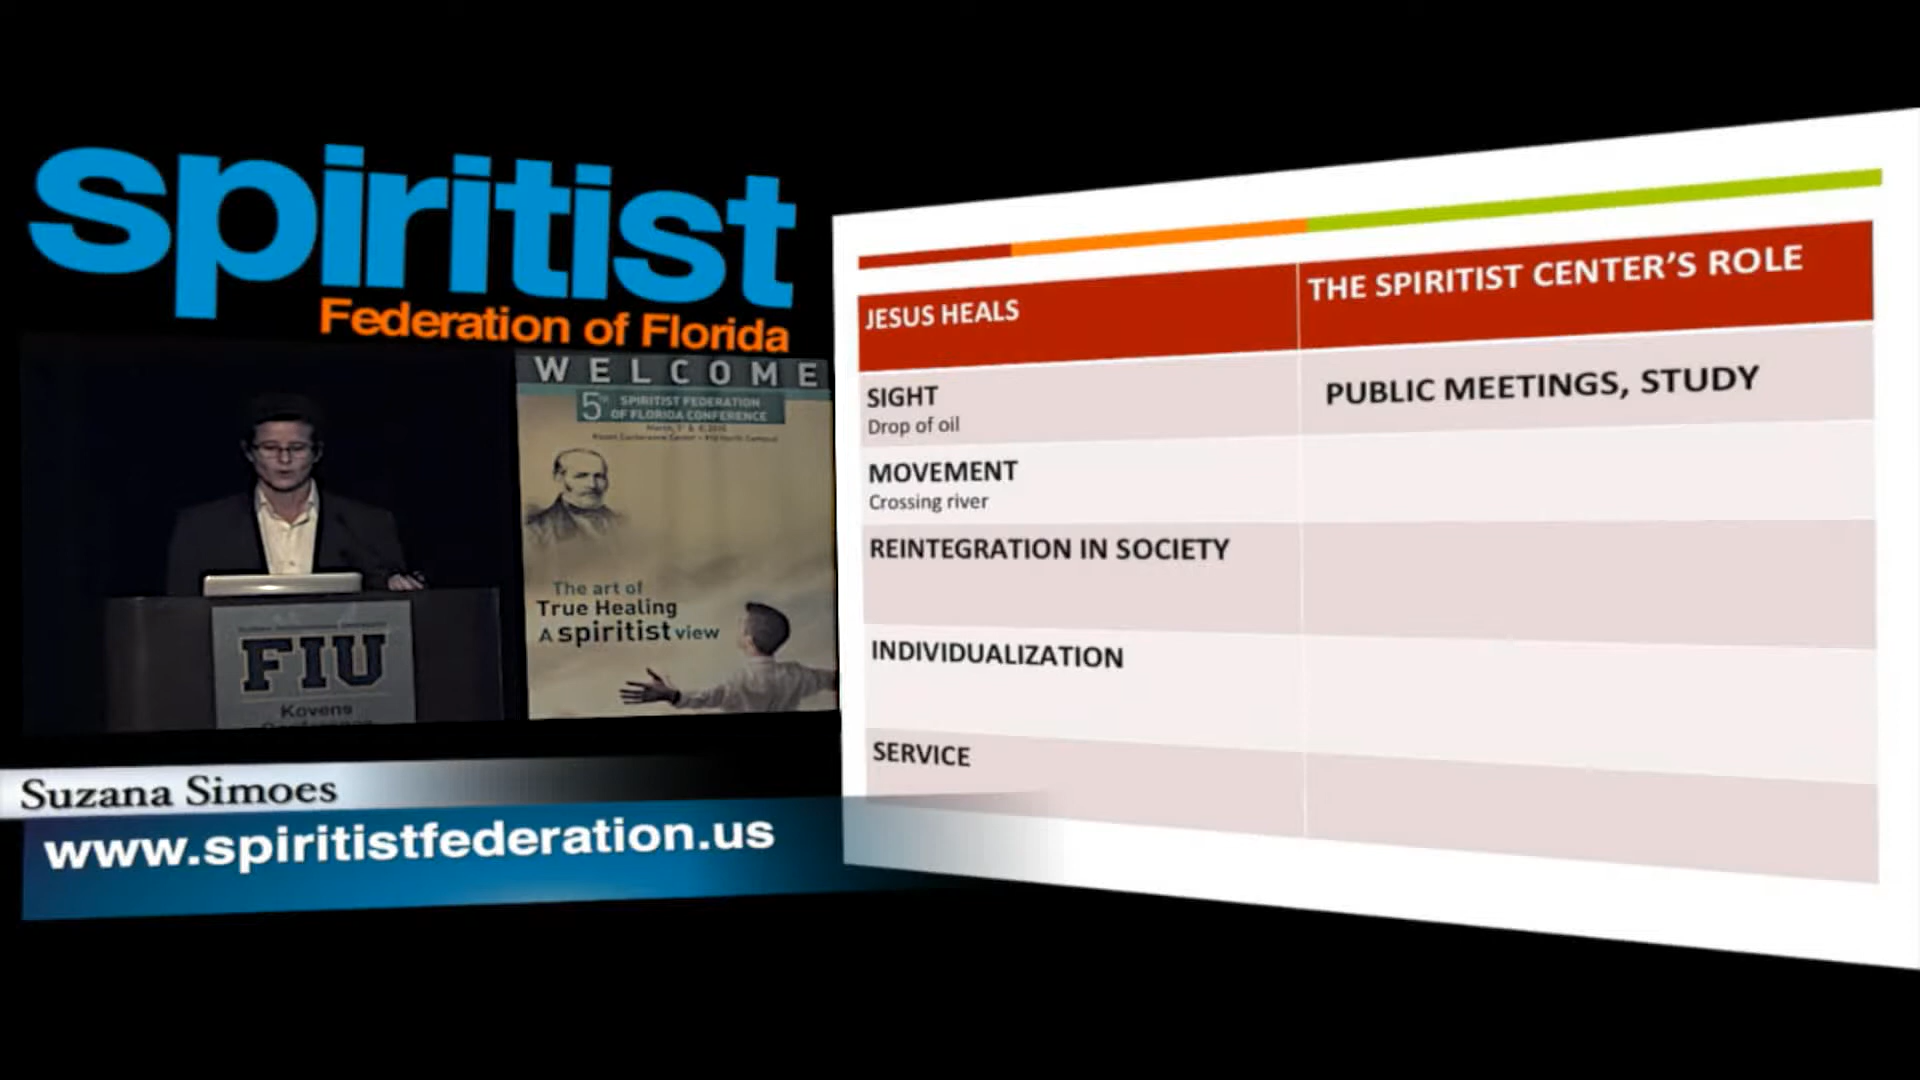 spiritist
Federation of Florida
WELCOME
5TH SPIRITIST FEDERATION
OF FLORIDA CONFERENCE
The art of
True Healing
A spiritist view
FIU
Kovens
Suzana Simoes
www.spiritistfederation.us
JESUS HEALS
THE SPIRITIST CENTER'S ROLE
SIGHT
Drop of oil
PUBLIC MEETINGS, STUDY
MOVEMENT
Crossing river
REINTEGRATION IN SOCIETY
INDIVIDUALIZATION
SERVICE